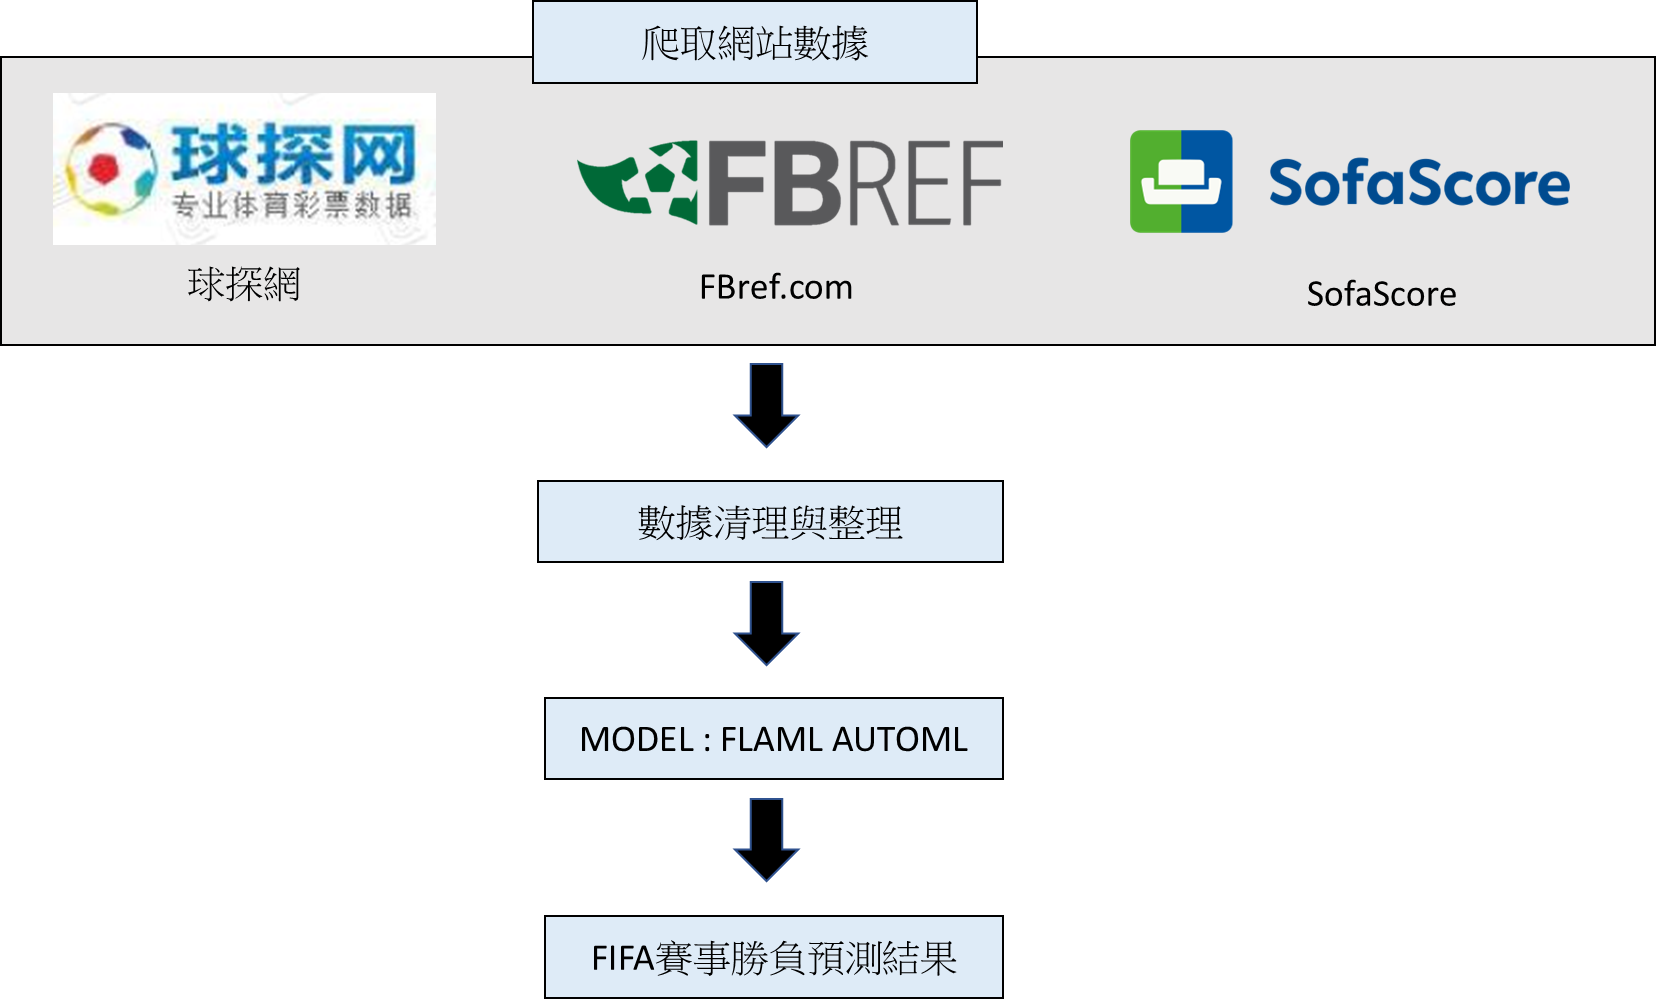 爬取網站數據
球探网
专业体育彩票数据
FBREF
SofaScore
球探網
FBref.com
SofaScore
數據清理與整理
MODEL : FLAML AUTOML
FIFA賽事勝負預測結果